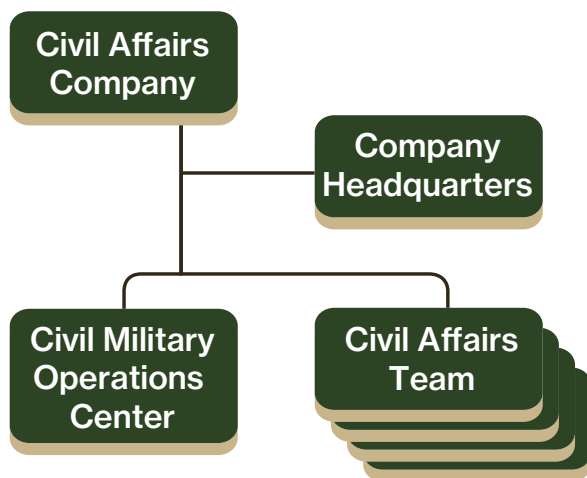 Civil Affairs
Company
Company
Headquarters
Civil Military
Operations
Center
Civil Affairs
Team